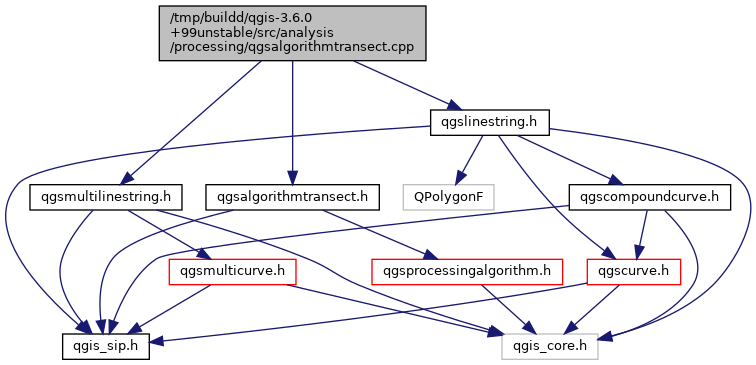 /tmp/buildd/qgis-3.6.0
+99unstable/src/analysis
/processing/qgsalgorithmtransect.cpp
qgslinestring.h
qgsmultilinestring.h
qgsalgorithmtransect.h
QPolygonF
qgscompoundcurve.h
qgsmulticurve.h
qgsprocessingalgorithm.h
qgscurve.h
qgis_sip.h
qgis_core.h